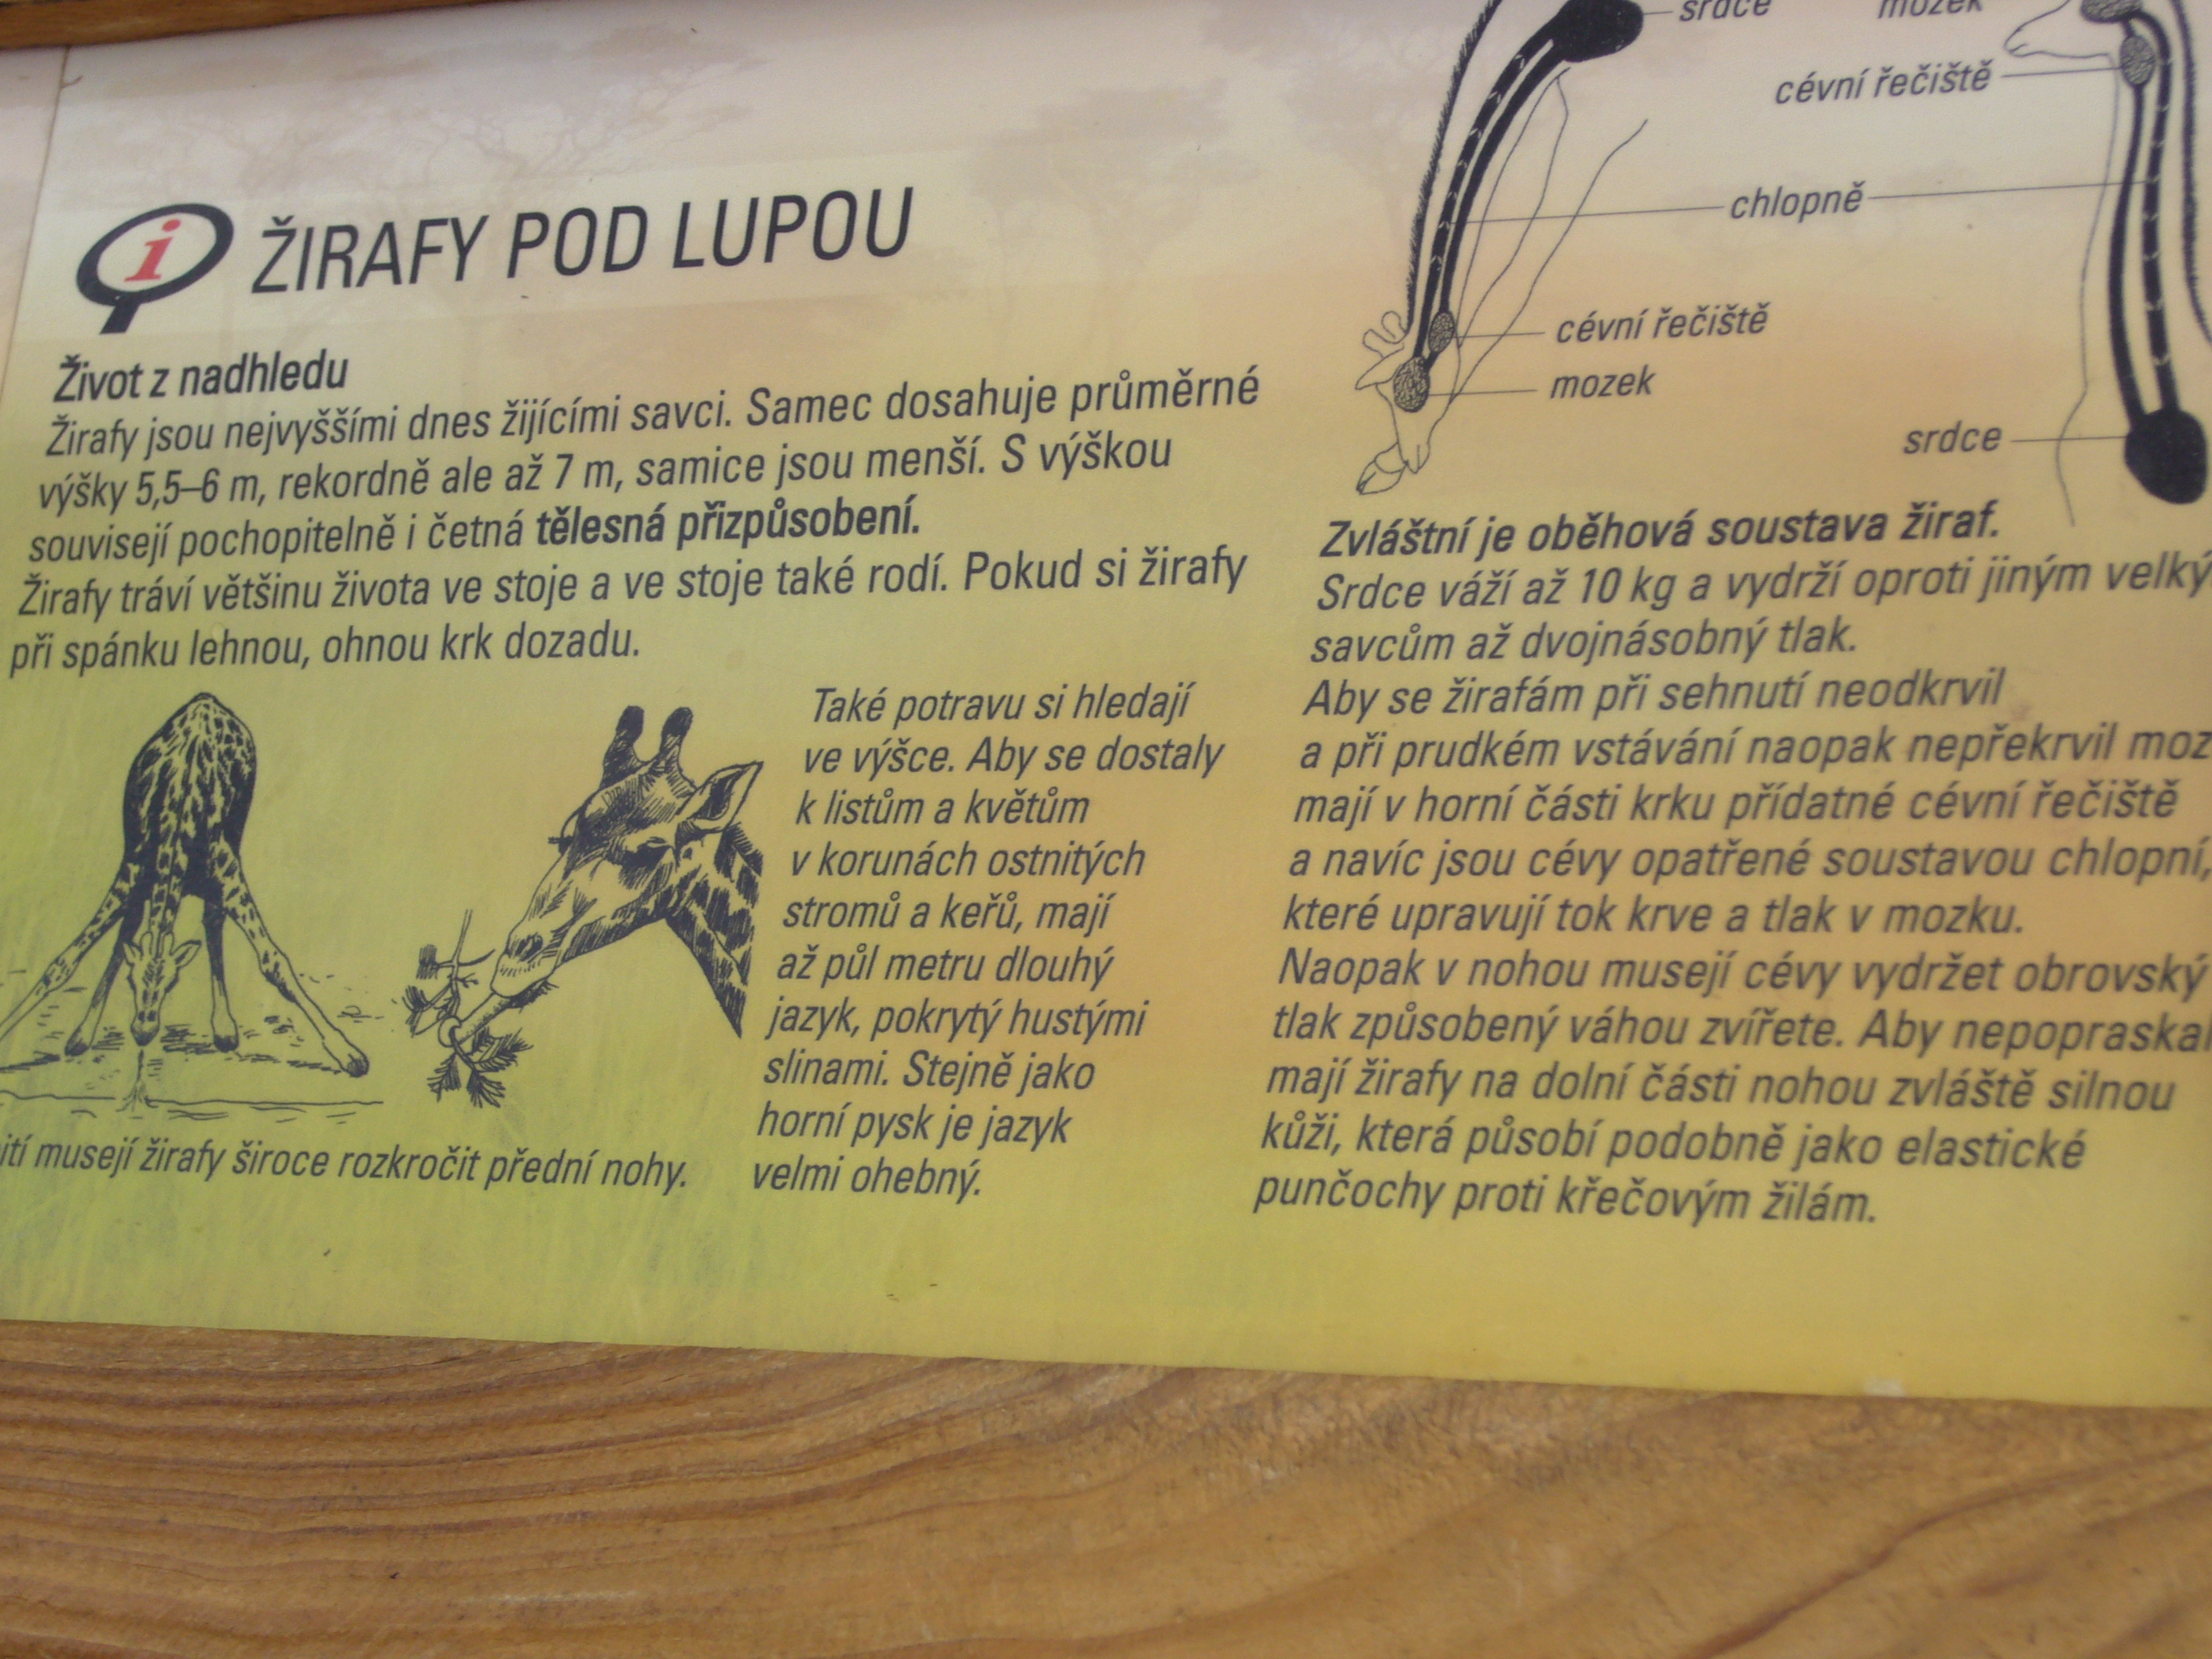 i
ŽIRAFY POD LUPOU
Život z nadhledu
Žirafy jsou nejvyššími dnes žijícími savci. Samec dosahuje průměrné
výšky 5,5–6 m, rekordně ale až 7 m, samice jsou menší. S výškou
souvisejí pochopitelně i četná tělesná přizpůsobení.
Žirafy tráví většinu života ve stoje a ve stoje také rodí. Pokud si žirafy
při spánku lehnou, ohnou krk dozadu.
musejí žirafy široce rozkročit přední nohy.
Také potravu si hledají
ve výšce. Aby se dostaly
k listům a květům
v korunách ostnitých
stromů a keřů, mají
až půl metru dlouhý
jazyk, pokrytý hustými
slinami. Stejně jako
horní pysk je jazyk
velmi ohebný.
srdce
mozek
cévní řečiště
chlopně
cévní řečiště
mozek
srdce
Zvláštní je oběhová soustava žiraf.
Srdce váží až 10 kg a vydrží oproti jiným velký
savcům až dvojnásobný tlak.
Aby se žirafám při sehnutí neodkrvil
a při prudkém vstávání naopak nepřekrvil moz
mají v horní části krku přídatné cévní řečiště
a navíc jsou cévy opatřené soustavou chlopní,
které upravují tok krve a tlak v mozku.
Naopak v nohou musejí cévy vydržet obrovský
tlak způsobený váhou zvířete. Aby nepopraskal
mají žirafy na dolní části nohou zvláště silnou
kůži, která působí podobně jako elastické
punčochy proti křečovým žilám.